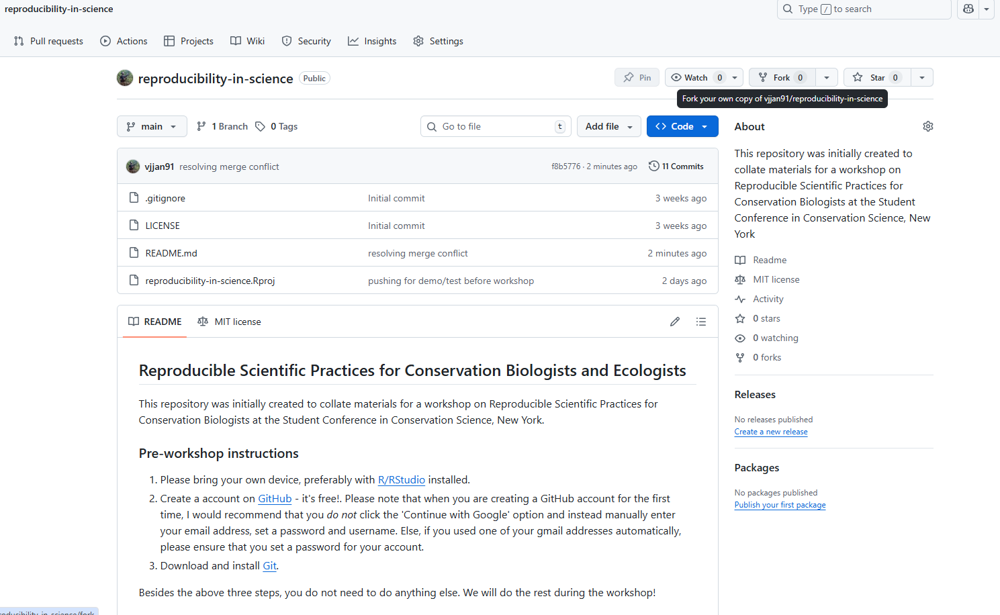 reproducibility-in-science
Type / to search
Pull requests Actions Projects Wiki Security Insights Settings
reproducibility-in-science Public
Pin Watch 0 Fork 0 Star 0
Fork your own copy of vjjan91/reproducibility-in-science
main 1 Branch 0 Tags Go to file t Add file Code
vjjan91 resolving merge conflict f8b5776 · 2 minutes ago 11 Commits
.gitignore Initial commit 3 weeks ago
LICENSE Initial commit 3 weeks ago
README.md resolving merge conflict 2 minutes ago
reproducibility-in-science.Rproj pushing for demo/test before workshop 2 days ago
README MIT license
Reproducible Scientific Practices for Conservation Biologists and Ecologists
This repository was initially created to collate materials for a workshop on Reproducible Scientific Practices for
Conservation Biologists at the Student Conference in Conservation Science, New York.
Pre-workshop instructions
1. Please bring your own device, preferably with R/RStudio installed.
2. Create a account on GitHub - it's free!. Please note that when you are creating a GitHub account for the first
time, I would recommend that you do not click the 'Continue with Google' option and instead manually enter
your email address, set a password and username. Else, if you used one of your gmail addresses automatically,
please ensure that you set a password for your account.
3. Download and install Git.
Besides the above three steps, you do not need to do anything else. We will do the rest during the workshop!
About
This repository was initially created to
collate materials for a workshop on
Reproducible Scientific Practices for
Conservation Biologists at the Student
Conference in Conservation Science, New
York
Readme
MIT license
Activity
0 stars
0 watching
0 forks
Releases
No releases published
Create a new release
Packages
No packages published
Publish your first package